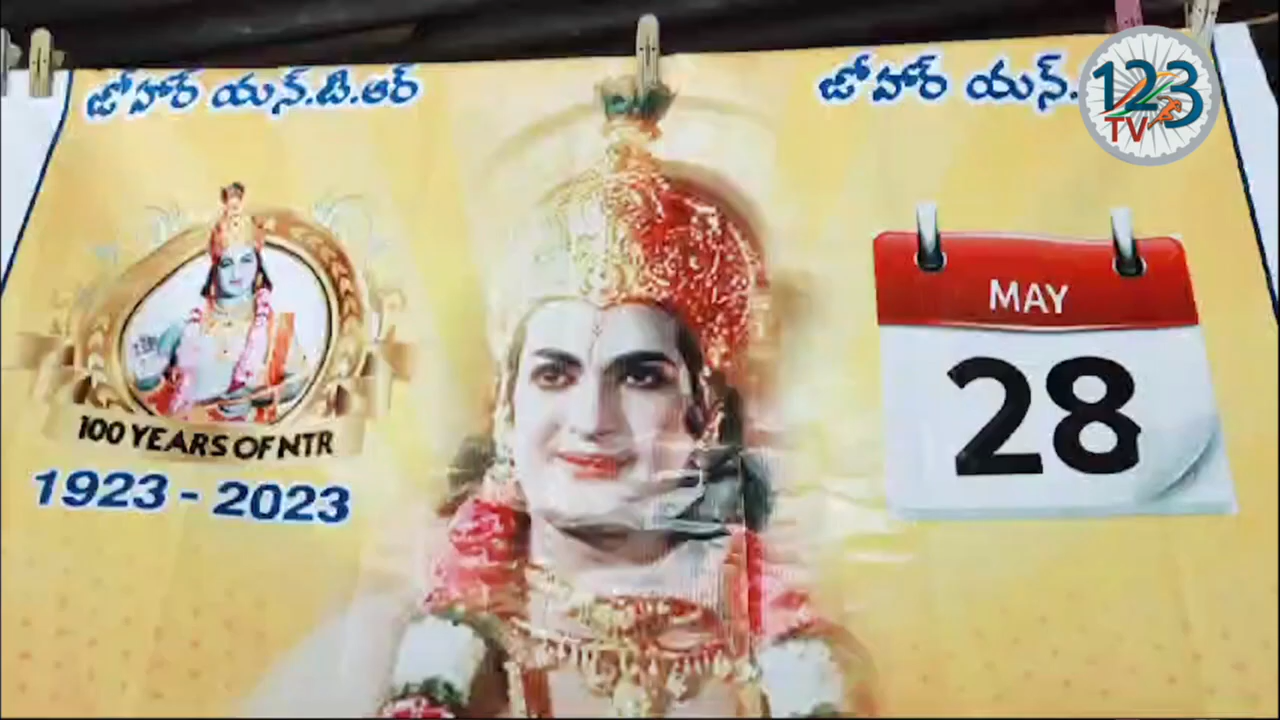 జోహార్ యన్.టి.ఆర్
జోహార్ యన్.
123
TV
MAY
28
100 YEARS OF NTR
1923 - 2023